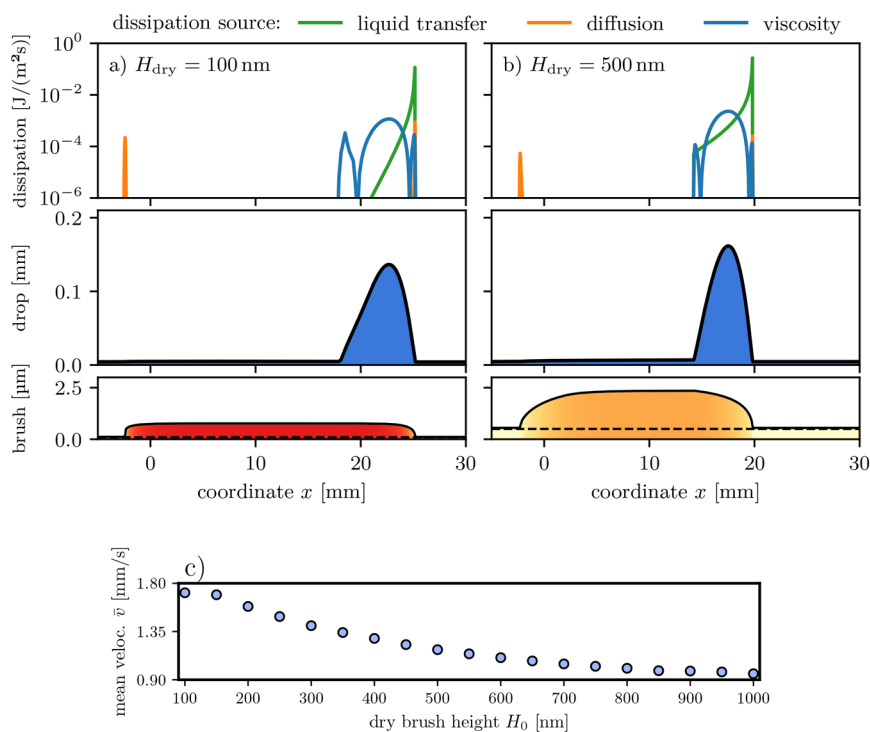 dissipation source: liquid transfer diffusion viscosity
a) H_dry = 100 nm
b) H_dry = 500 nm
dissipation [J/(m²s)]
10⁰
10⁻²
10⁻⁴
10⁻⁶
drop [mm]
0.2
0.1
0.0
brush [µm]
2.5
0.0
0 10 20 30
0 10 20 30
coordinate x [mm]
coordinate x [mm]
c)
mean veloc. v̄ [mm/s]
1.80
1.35
0.90
100 200 300 400 500 600 700 800 900 1000
dry brush height H₀ [nm]